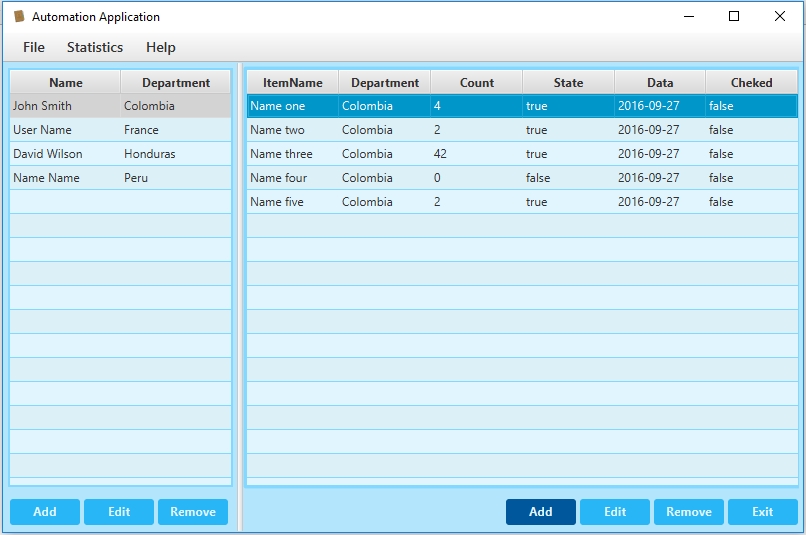 Automation Application
File Statistics Help
Name Department
John Smith Colombia
User Name France
David Wilson Honduras
Name Name Peru
Add Edit Remove
ItemName Department Count State Data Cheked
Name one Colombia 4 true 2016-09-27 false
Name two Colombia 2 true 2016-09-27 false
Name three Colombia 42 true 2016-09-27 false
Name four Colombia 0 false 2016-09-27 false
Name five Colombia 2 true 2016-09-27 false
Add Edit Remove Exit